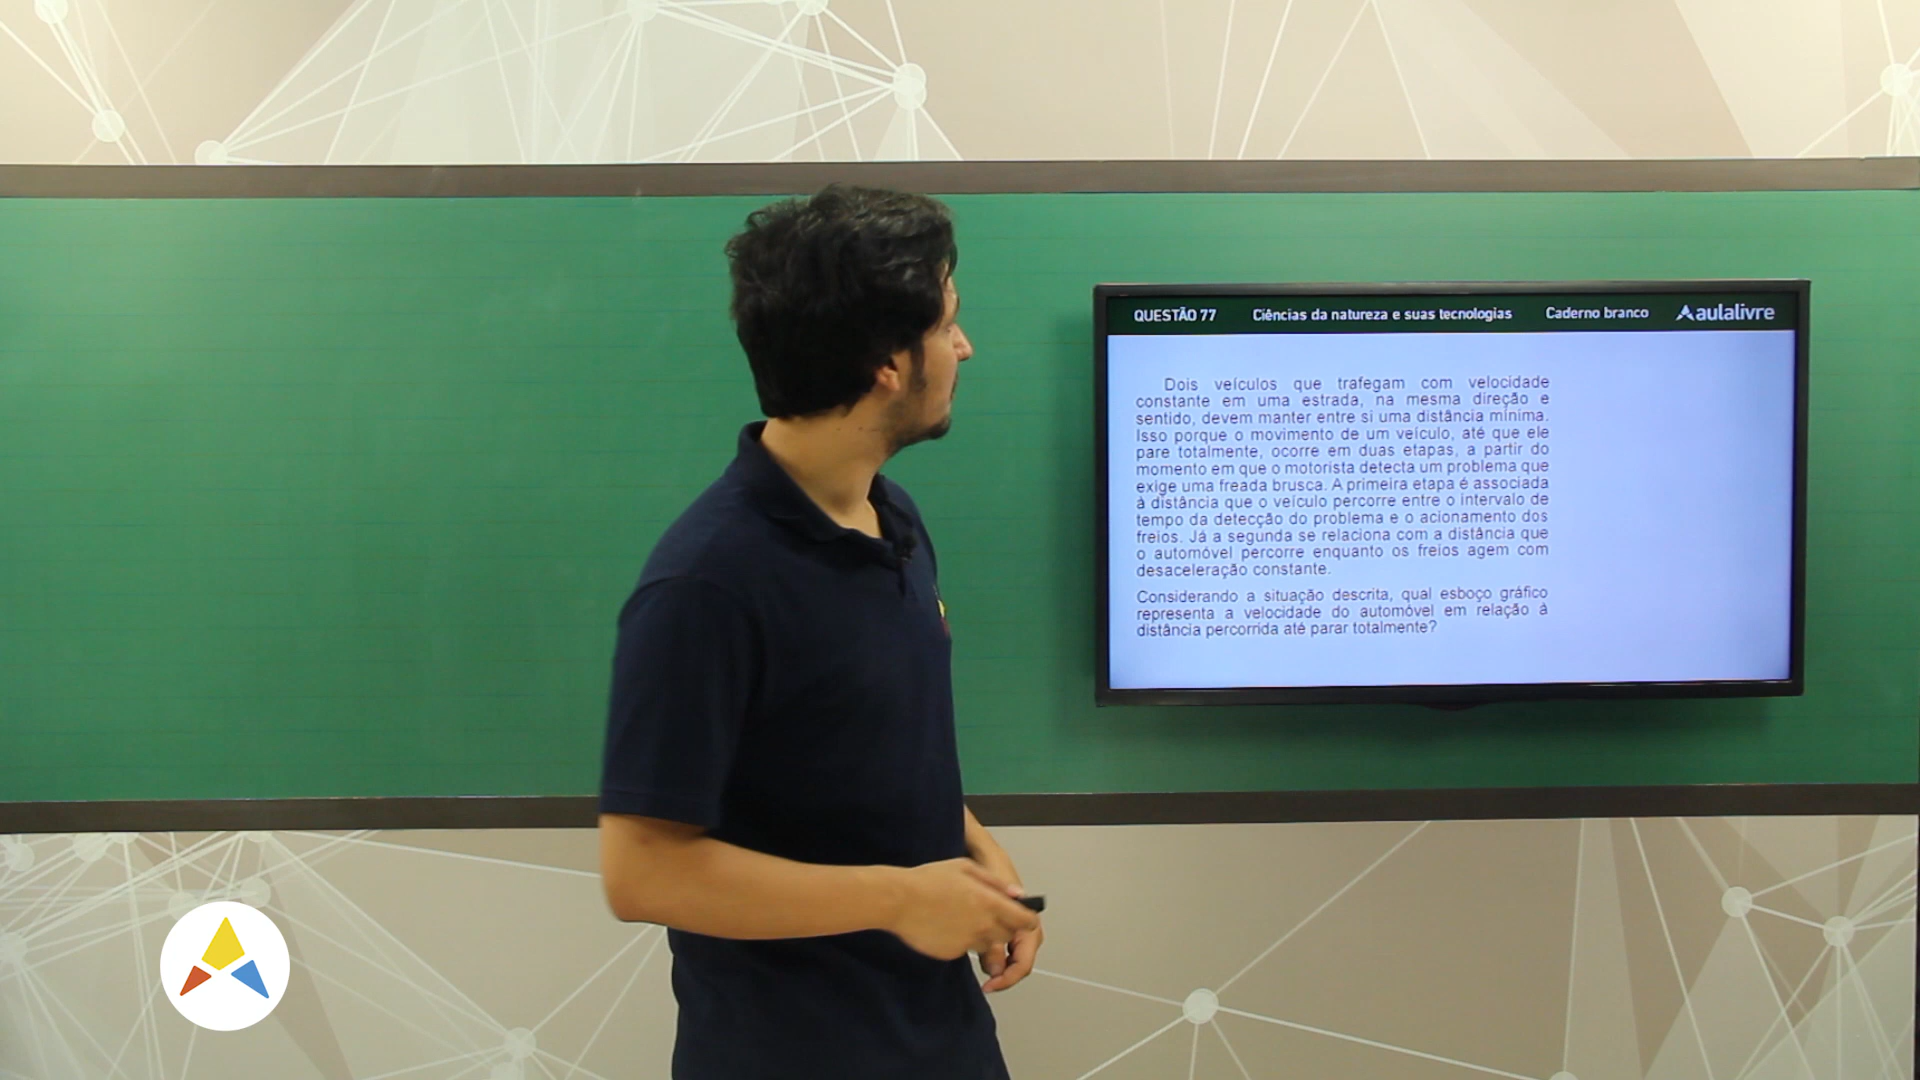 QUESTÃO 77 Ciências da natureza e suas tecnologias Caderno branco aulalivre
Dois veículos que trafegam com velocidade
constante em uma estrada, na mesma direção e
sentido, devem manter entre si uma distância mínima.
Isso porque o movimento de um veículo, até que ele
pare totalmente, ocorre em duas etapas, a partir do
momento em que o motorista detecta um problema que
exige uma freada brusca. A primeira etapa é associada
à distância que o veículo percorre entre o intervalo de
tempo da detecção do problema e o acionamento dos
freios. Já a segunda se relaciona com a distância que
o automóvel percorre enquanto os freios agem com
desaceleração constante.
Considerando a situação descrita, qual esboço gráfico
representa a velocidade do automóvel em relação à
distância percorrida até parar totalmente?